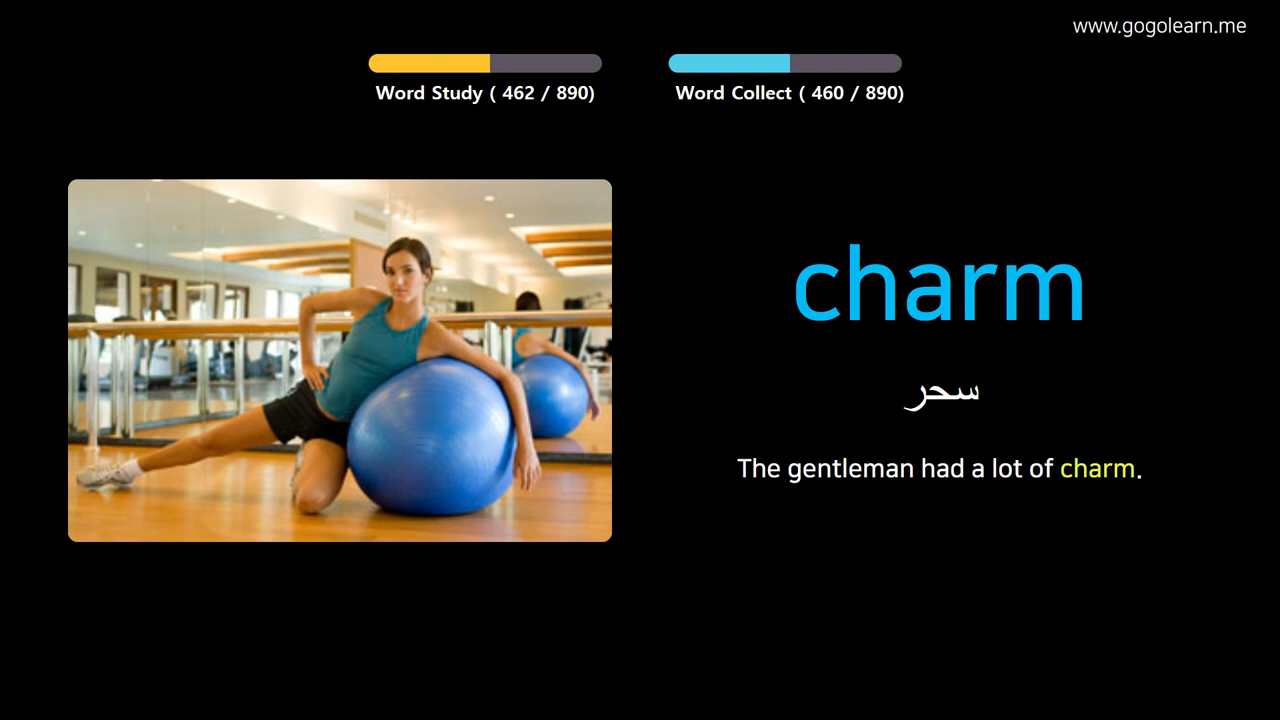 www.gogolearn.me
Word Study ( 462 / 890)
Word Collect ( 460 / 890)
charm
سحر
The gentleman had a lot of charm.